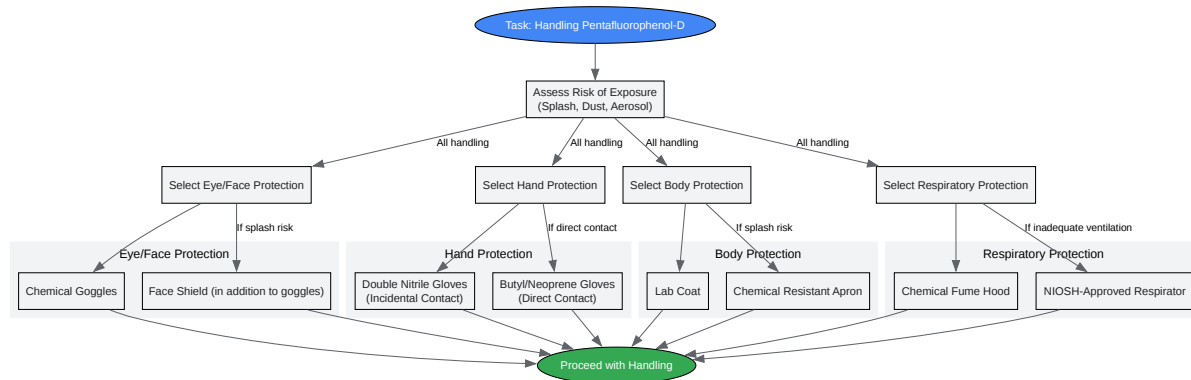 Task: Handling Pentafluorophenol-D
Assess Risk of Exposure
(Splash, Dust, Aerosol)
All handling
All handling
All handling
All handling
Select Eye/Face Protection
Select Hand Protection
Select Body Protection
Select Respiratory Protection
If splash risk
If direct contact
If splash risk
If inadequate ventilation
Eye/Face Protection
Hand Protection
Body Protection
Respiratory Protection
Chemical Goggles
Face Shield (in addition to goggles)
Double Nitrile Gloves
(Incidental Contact)
Butyl/Neoprene Gloves
(Direct Contact)
Lab Coat
Chemical Resistant Apron
Chemical Fume Hood
NIOSH-Approved Respirator
Proceed with Handling